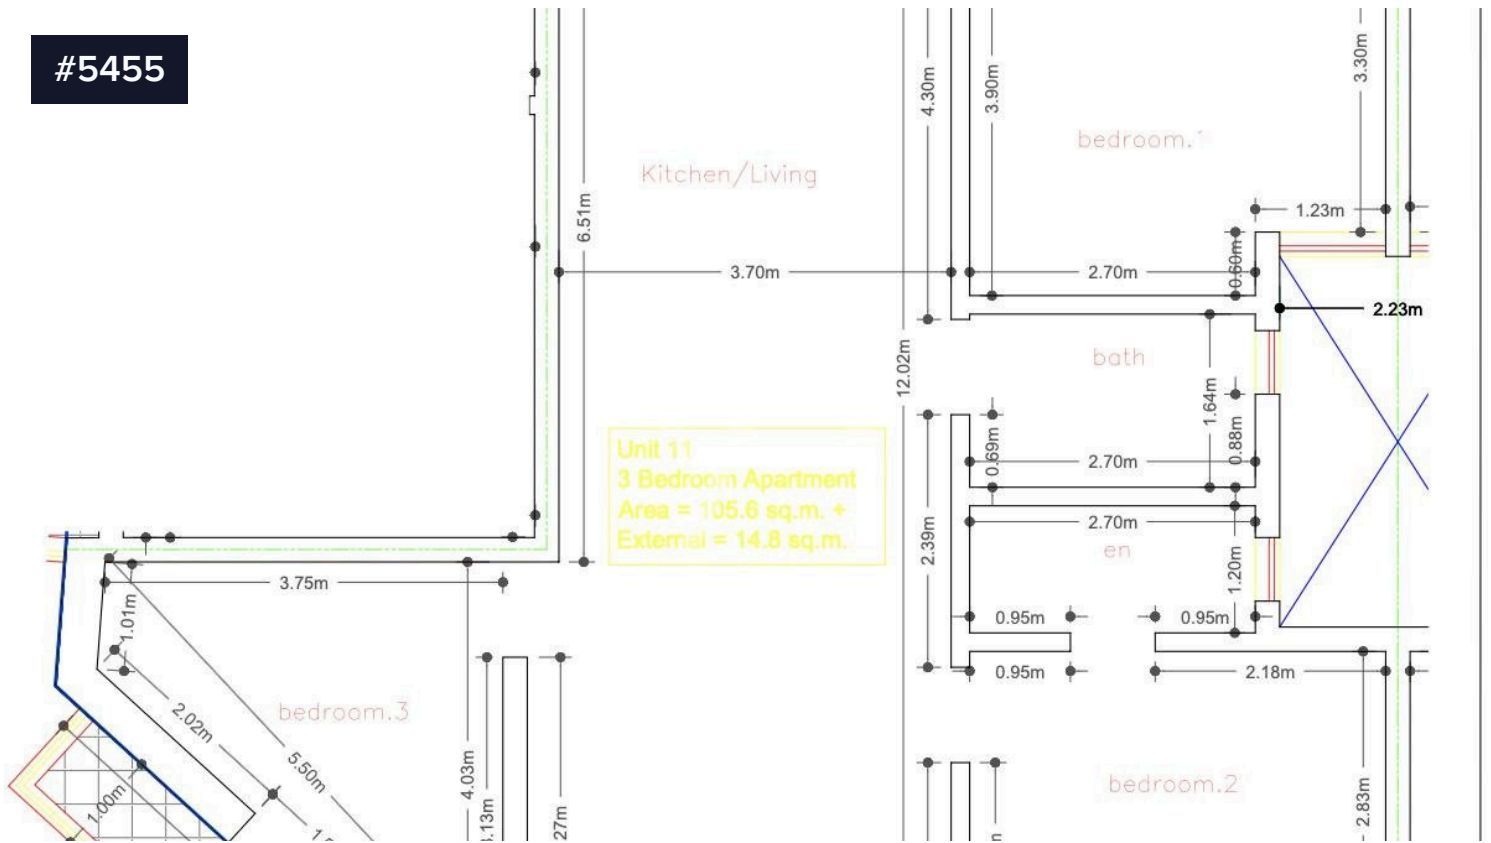 #5455
4.30m
3.90m
3.30m
bedroom.1
Kitchen/Living
6.51m
1.23m
3.70m
2.70m
0.60m
2.23m
12.02m
bath
1.64m
0.88m
0.69m
2.70m
Unit 11
3 Bedroom Apartment
Area = 105.6 sq.m. +
External = 14.8 sq.m.
2.39m
2.70m
en
1.20m
3.75m
1.01m
0.95m
0.95m
0.95m
2.18m
bedroom.3
2.02m
5.50m
4.03m
bedroom.2
2.83m
1.00m
.13m
27m